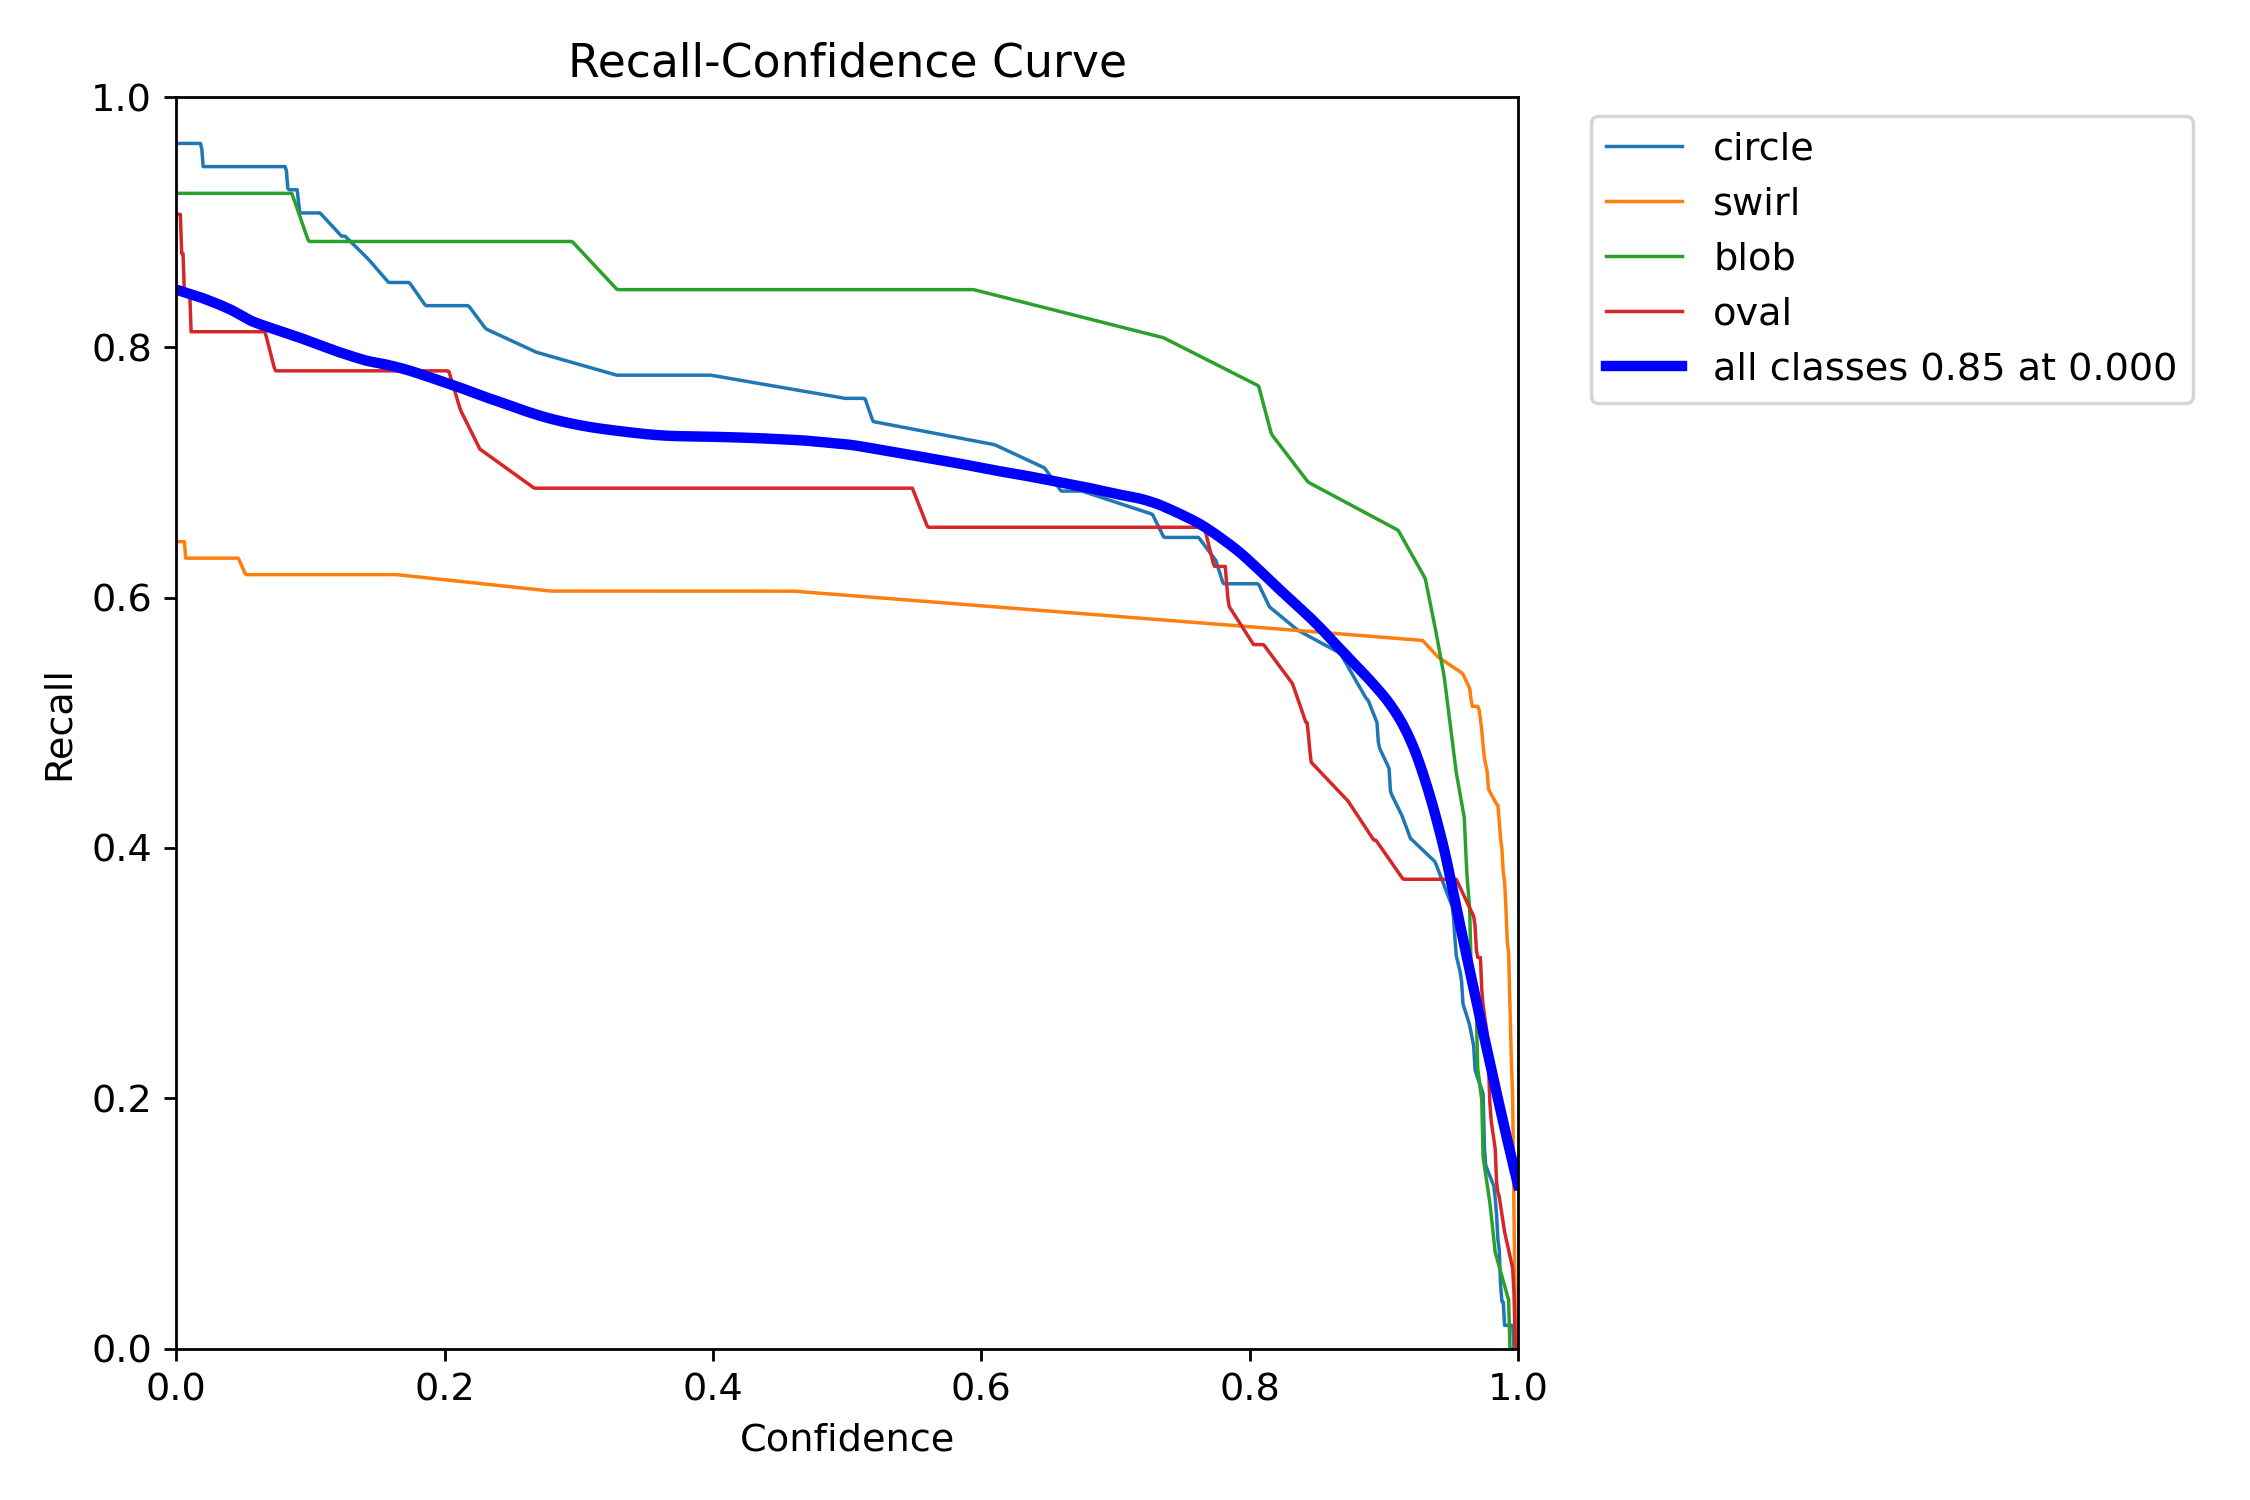 Recall-Confidence Curve
1.0
0.8
0.6
0.4
0.2
0.0
Recall
0.0 0.2 0.4 0.6 0.8 1.0
Confidence
circle
swirl
blob
oval
all classes 0.85 at 0.000